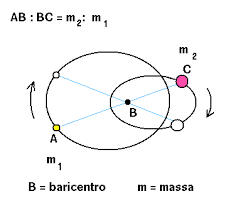 AB : BC = m₂: m₁
m₂
C
B
A
m₁
B = baricentro m = massa